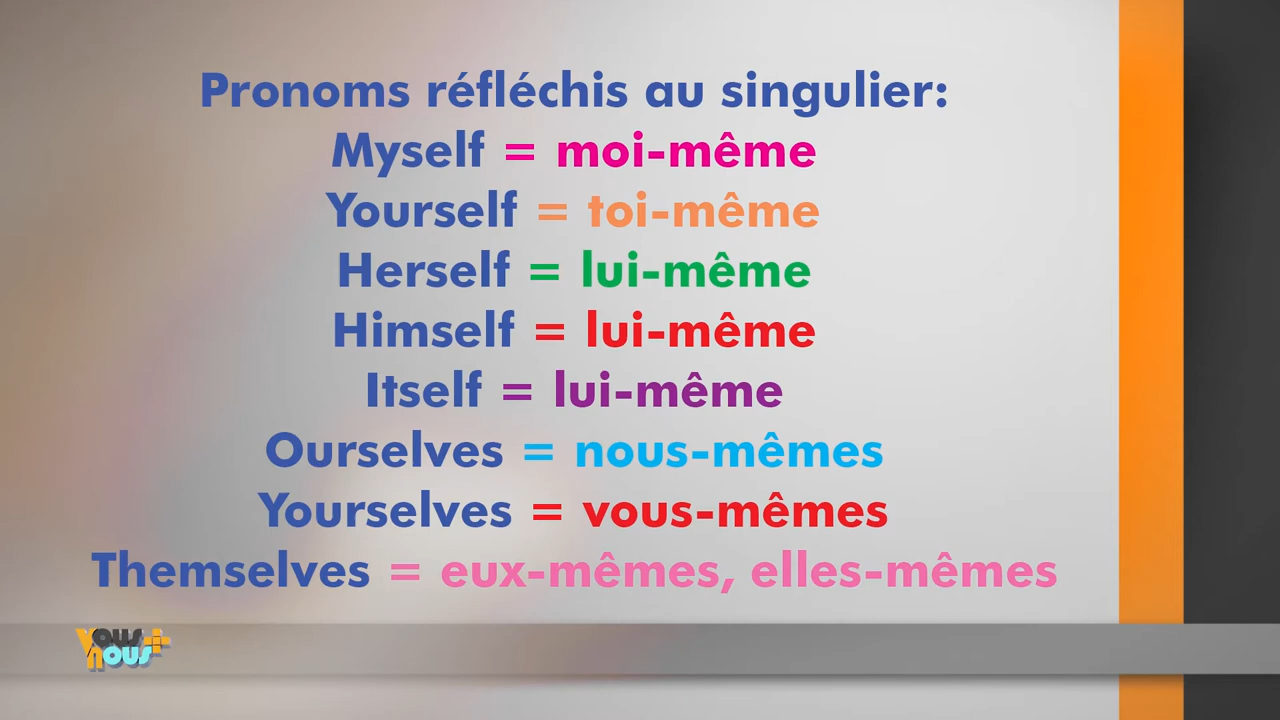 Pronoms réfléchis au singulier:
Myself = moi-même
Yourself = toi-même
Herself = lui-même
Himself = lui-même
Itself = lui-même
Ourselves = nous-mêmes
Yourselves = vous-mêmes
Themselves = eux-mêmes, elles-mêmes
Vous
nous+